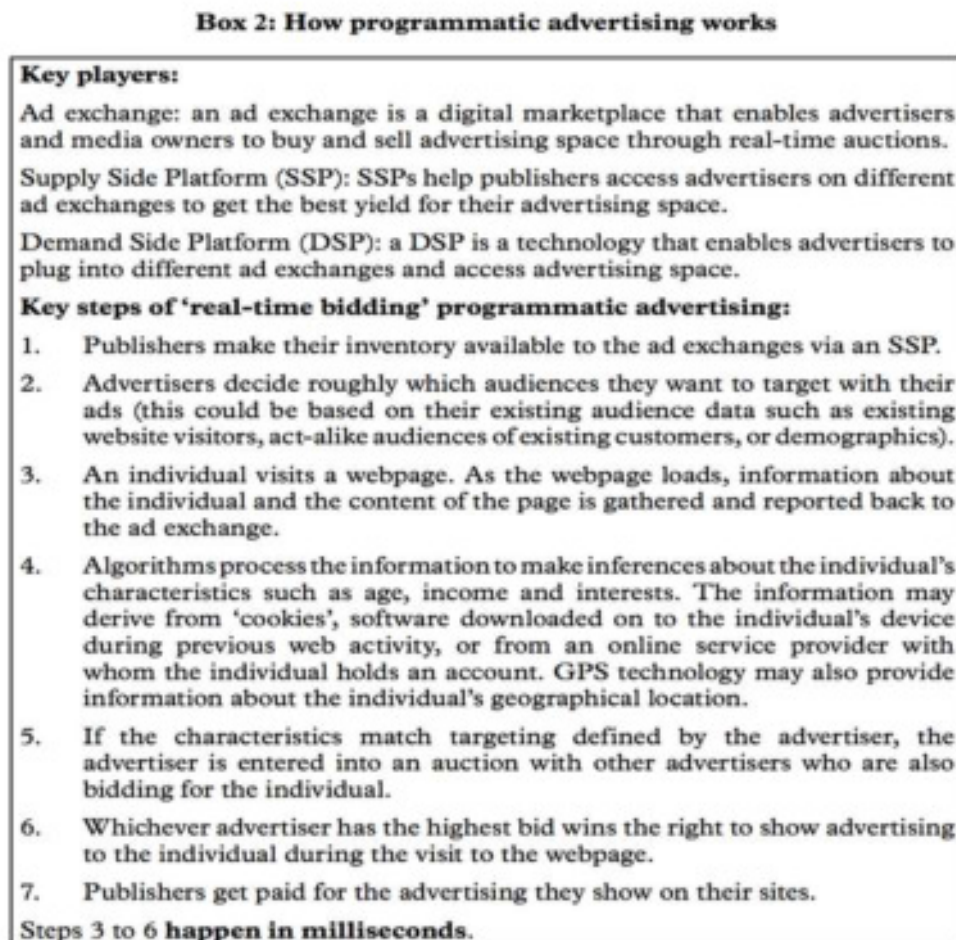 Box 2: How programmatic advertising works
Key players:
Ad exchange: an ad exchange is a digital marketplace that enables advertisers
and media owners to buy and sell advertising space through real-time auctions.
Supply Side Platform (SSP): SSPs help publishers access advertisers on different
ad exchanges to get the best yield for their advertising space.
Demand Side Platform (DSP): a DSP is a technology that enables advertisers to
plug into different ad exchanges and access advertising space.
Key steps of ‘real-time bidding’ programmatic advertising:
1. Publishers make their inventory available to the ad exchanges via an SSP.
2. Advertisers decide roughly which audiences they want to target with their
ads (this could be based on their existing audience data such as existing
website visitors, act-alike audiences of existing customers, or demographics).
3. An individual visits a webpage. As the webpage loads, information about
the individual and the content of the page is gathered and reported back to
the ad exchange.
4. Algorithms process the information to make inferences about the individual’s
characteristics such as age, income and interests. The information may
derive from ‘cookies’, software downloaded on to the individual’s device
during previous web activity, or from an online service provider with
whom the individual holds an account. GPS technology may also provide
information about the individual’s geographical location.
5. If the characteristics match targeting defined by the advertiser, the
advertiser is entered into an auction with other advertisers who are also
bidding for the individual.
6. Whichever advertiser has the highest bid wins the right to show advertising
to the individual during the visit to the webpage.
7. Publishers get paid for the advertising they show on their sites.
Steps 3 to 6 happen in milliseconds.